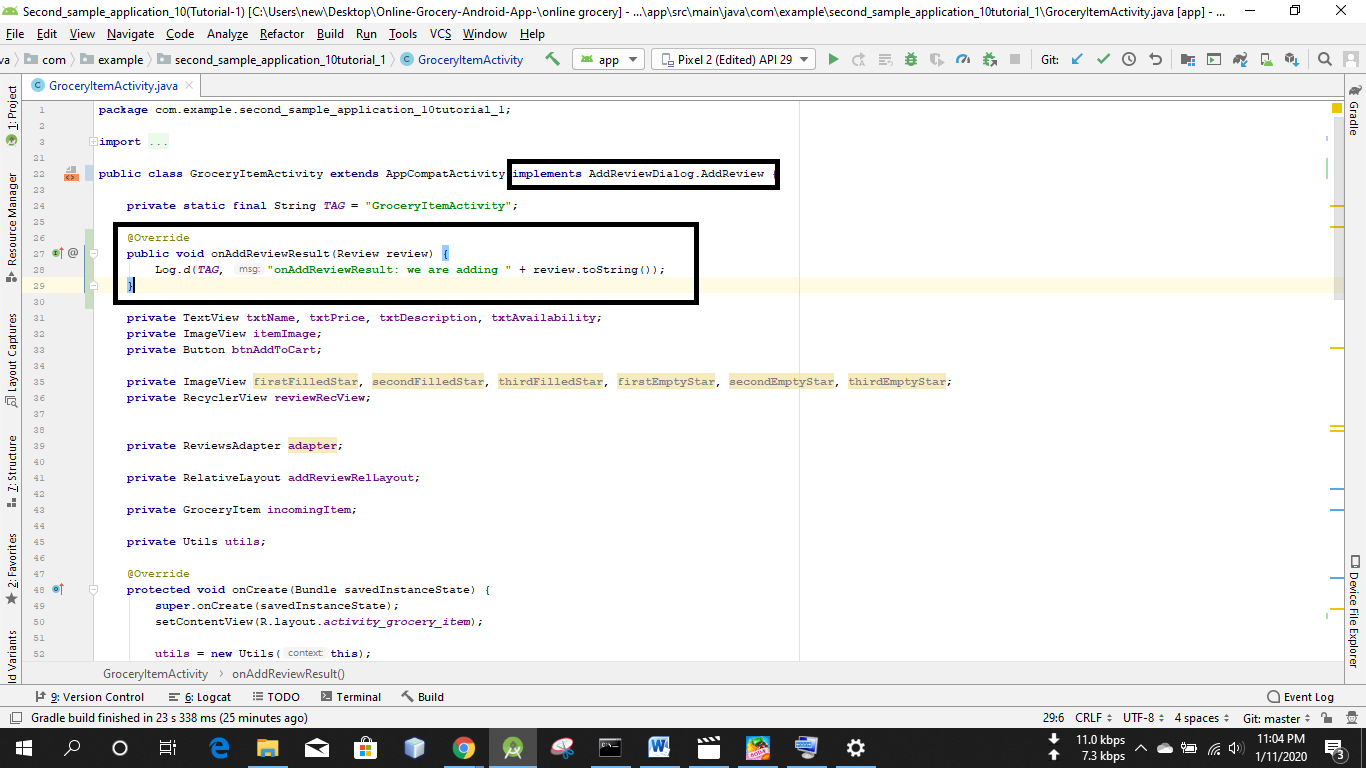 Second_sample_application_10(Tutorial-1) [C:\Users\new\Desktop\Online-Grocery-Android-App-\online grocery] - ...\app\src\main\java\com\example\second_sample_application_10tutorial_1\GroceryItemActivity.java [app] - ...
File Edit View Navigate Code Analyze Refactor Build Run Tools VCS Window Help
va com example second_sample_application_10tutorial_1 GroceryItemActivity app Pixel 2 (Edited) API 29 Git:
GroceryItemActivity.java
1 package com.example.second_sample_application_10tutorial_1;
2
3 import ...
21
22 public class GroceryItemActivity extends AppCompatActivity implements AddReviewDialog.AddReview {
23
24 private static final String TAG = "GroceryItemActivity";
25
26 @Override
27 public void onAddReviewResult(Review review) {
28 Log.d(TAG, msg: "onAddReviewResult: we are adding " + review.toString());
29 }
30
31 private TextView txtName, txtPrice, txtDescription, txtAvailability;
32 private ImageView itemImage;
33 private Button btnAddToCart;
34
35 private ImageView firstFilledStar, secondFilledStar, thirdFilledStar, firstEmptyStar, secondEmptyStar, thirdEmptyStar;
36 private RecyclerView reviewRecView;
37
38
39 private ReviewsAdapter adapter;
40
41 private RelativeLayout addReviewRelLayout;
42
43 private GroceryItem incomingItem;
44
45 private Utils utils;
46
47 @Override
48 protected void onCreate(Bundle savedInstanceState) {
49 super.onCreate(savedInstanceState);
50 setContentView(R.layout.activity_grocery_item);
51
52 utils = new Utils( context: this);
1: Project
Resource Manager
Layout Captures
7: Structure
2: Favorites
ld Variants
Gradle
Device File Explorer
GroceryItemActivity › onAddReviewResult()
9: Version Control 6: Logcat TODO Terminal Build Event Log
Gradle build finished in 23 s 338 ms (25 minutes ago) 29:6 CRLF UTF-8 4 spaces Git: master
11.0 kbps
7.3 kbps
11:04 PM
1/11/2020
3